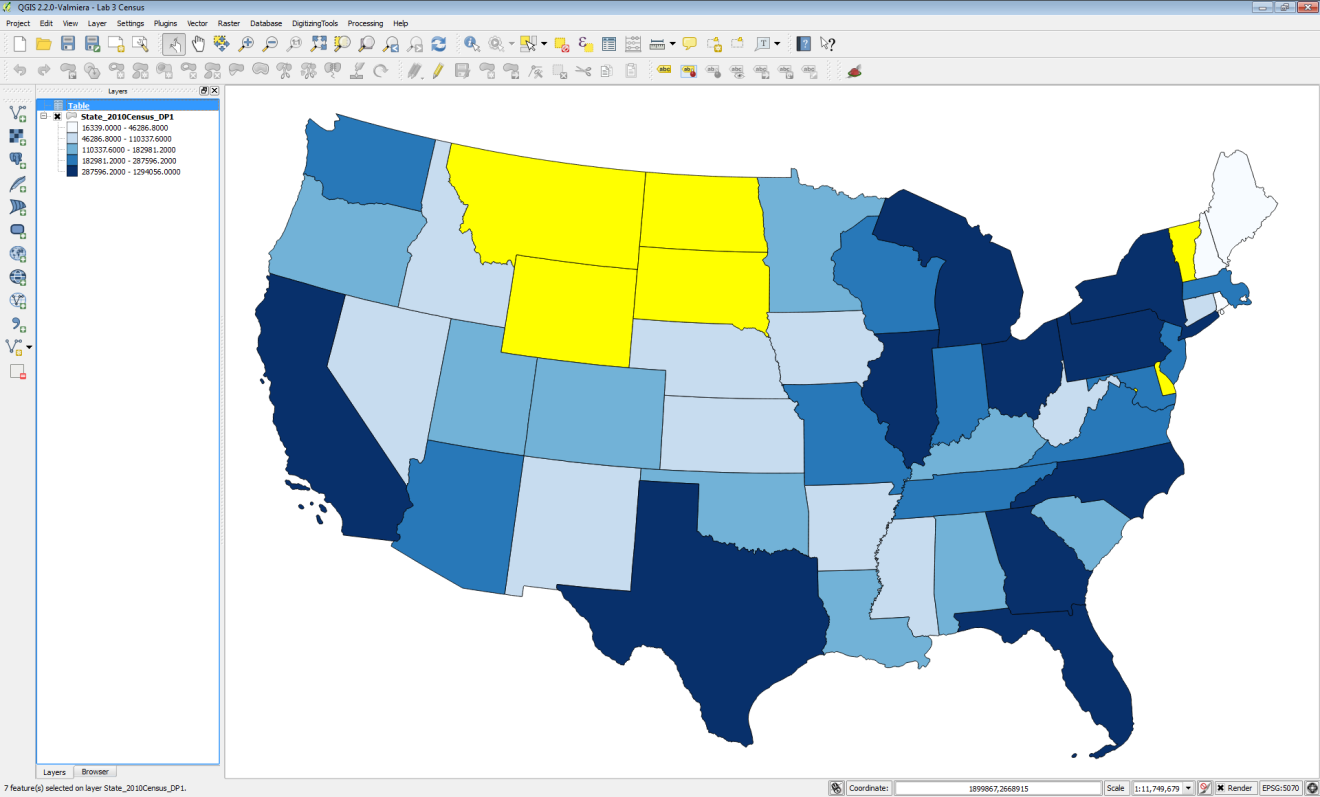 QGIS 2.2.0-Valmiera - Lab 3 Census
Project Edit View Layer Settings Plugins Vector Raster Database DigitizingTools Processing Help
Layers
Table
State_2010Census_DP1
16339.0000 - 46286.8000
46286.8000 - 110337.6000
110337.6000 - 182981.2000
182981.2000 - 287596.2000
287596.2000 - 1294056.0000
Layers Browser
7 feature(s) selected on layer State_2010Census_DP1.
Coordinate: 1899867,2668915 Scale 1:11,749,679 Render EPSG:5070